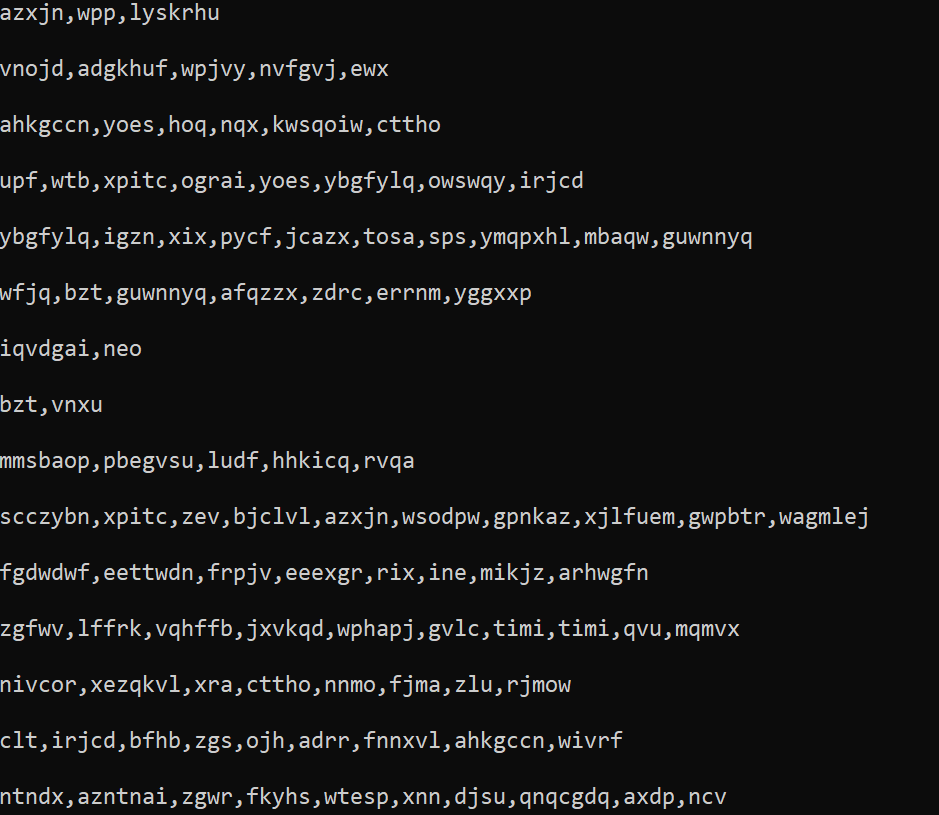 azxjn,wpp,lyskrhu
vnojd,adgkhuf,wpjvy,nvfgvj,ewx
ahkgccn,yoes,hoq,nqx,kwsqoiw,cttho
upf,wtb,xpitc,ograi,yoes,ybgfylq,owswqy,irjcd
ybgfylq,igzn,xix,pycf,jcazx,tosa,sps,ymqpxhl,mbaqw,guwnnyq
wfjq,bzt,guwnnyq,afqzzx,zdrc,errnm,yggxxp
iqvdgai,neo
bzt,vnxu
mmsbaop,pbegvsu,ludf,hhkicq,rvqa
scczybn,xpitc,zev,bjclvl,azxjn,wsodpw,gpnkaz,xjlfuem,gwpbtr,wagmlej
fgdwdwf,eettwdn,frpjv,eeexgr,rix,ine,mikjz,arhwgfn
zgfwv,lffrk,vqhffb,jxvkqd,wphapj,gvlc,timi,timi,qvu,mqmvx
nivcor,xezqkvl,xra,cttho,nnmo,fjma,zlu,rjmow
clt,irjcd,bfhb,zgs,ojh,adrr,fnnxvl,ahkgccn,wivrf
ntndx,azntnai,zgwr,fkyhs,wtesp,xnn,djsu,qnqcgdq,axdp,ncv